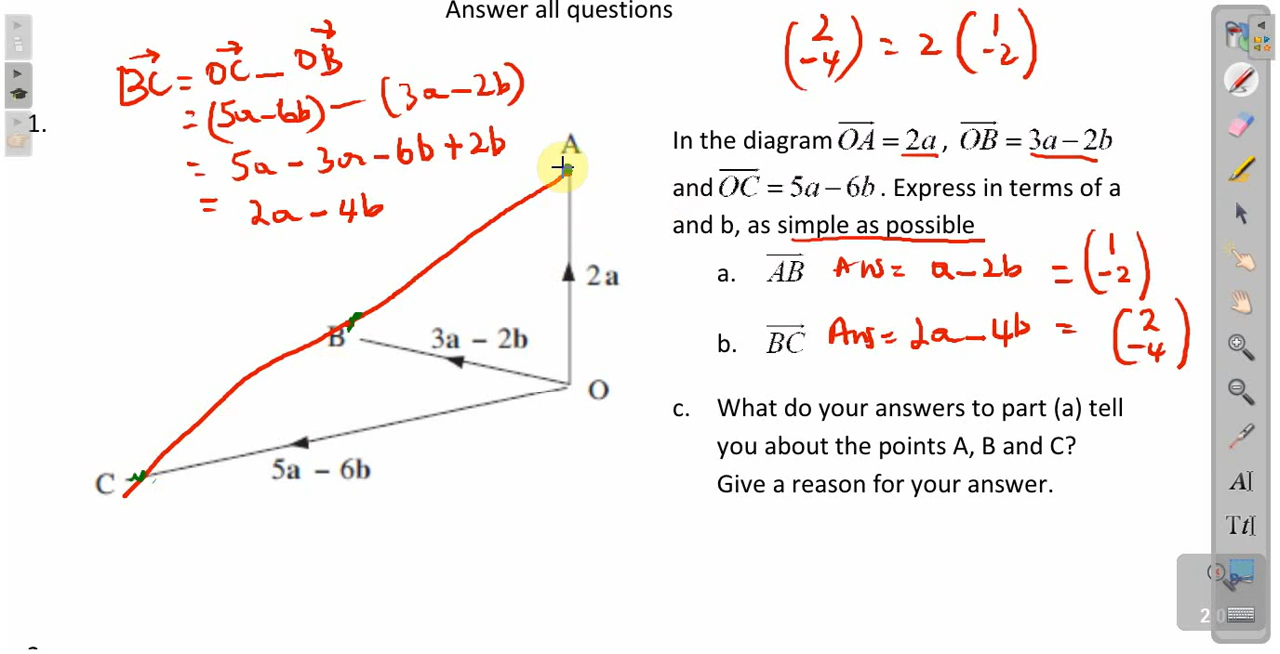 Answer all questions
BC = OC - OB
= (5a-6b) - (3a-2b)
= 5a - 3a - 6b + 2b
= 2a - 4b
(2 -4) = 2 (1 -2)
1.
In the diagram OA = 2a, OB = 3a - 2b
and OC = 5a - 6b. Express in terms of a
and b, as simple as possible
a. AB Ans = a-2b = (1 -2)
b. BC Ans = 2a-4b = (2 -4)
c. What do your answers to part (a) tell
you about the points A, B and C?
Give a reason for your answer.
A
2a
B
3a - 2b
O
C
5a - 6b
AI
TtI